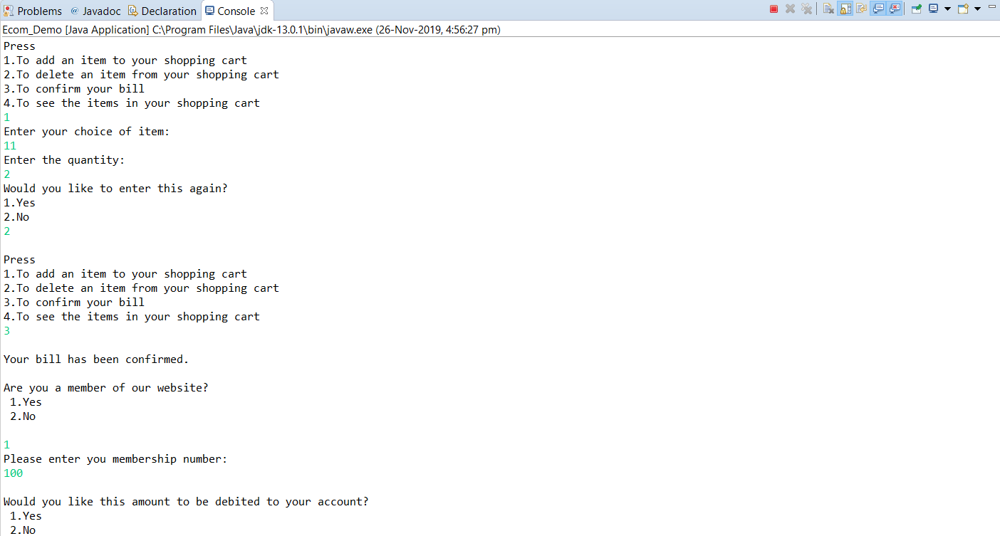 Problems @ Javadoc Declaration Console
Ecom_Demo [Java Application] C:\Program Files\Java\jdk-13.0.1\bin\javaw.exe (26-Nov-2019, 4:56:27 pm)
Press
1.To add an item to your shopping cart
2.To delete an item from your shopping cart
3.To confirm your bill
4.To see the items in your shopping cart
1
Enter your choice of item:
11
Enter the quantity:
2
Would you like to enter this again?
1.Yes
2.No
2
Press
1.To add an item to your shopping cart
2.To delete an item from your shopping cart
3.To confirm your bill
4.To see the items in your shopping cart
3
Your bill has been confirmed.
Are you a member of our website?
1.Yes
2.No
1
Please enter you membership number:
100
Would you like this amount to be debited to your account?
1.Yes
2.No